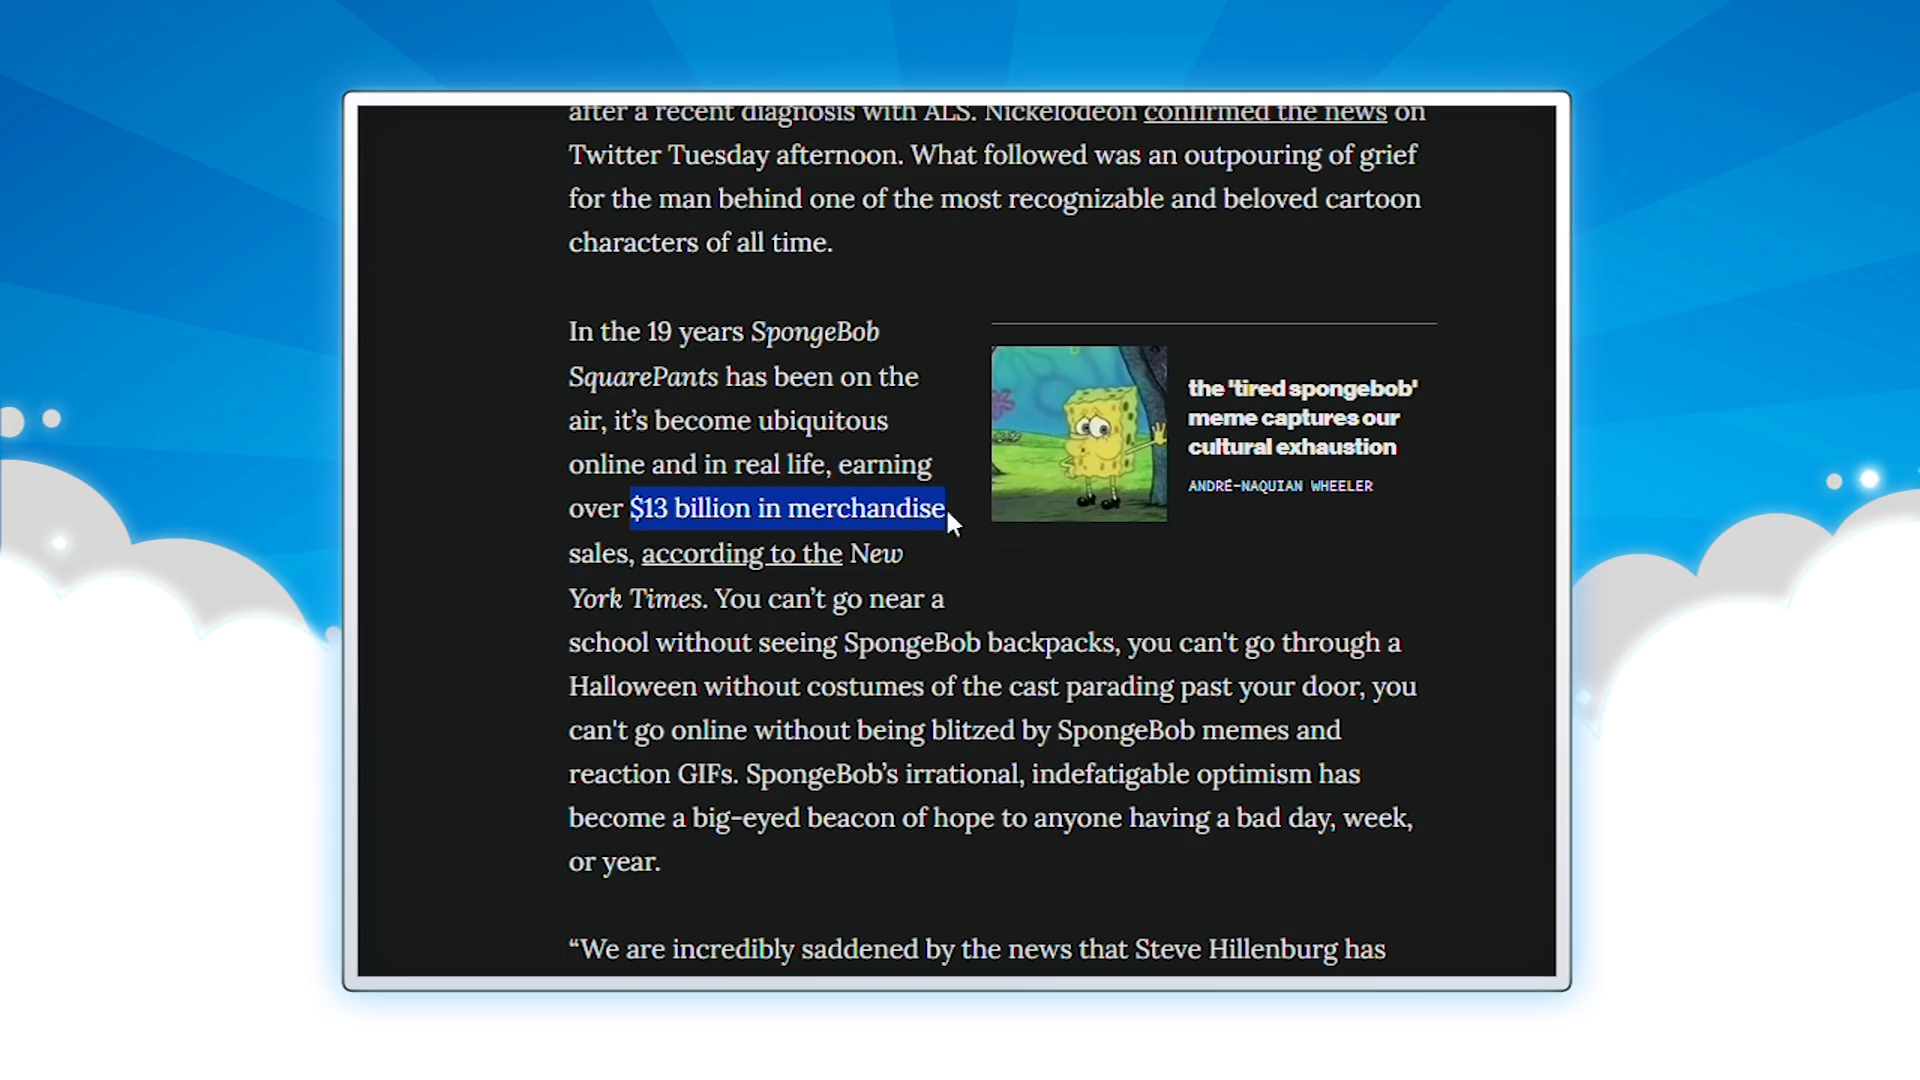 after a recent diagnosis with ALS. Nickelodeon confirmed the news on
Twitter Tuesday afternoon. What followed was an outpouring of grief
for the man behind one of the most recognizable and beloved cartoon
characters of all time.
In the 19 years SpongeBob
SquarePants has been on the
air, it’s become ubiquitous
online and in real life, earning
over $13 billion in merchandise
sales, according to the New
York Times. You can’t go near a
school without seeing SpongeBob backpacks, you can't go through a
Halloween without costumes of the cast parading past your door, you
can't go online without being blitzed by SpongeBob memes and
reaction GIFs. SpongeBob’s irrational, indefatigable optimism has
become a big-eyed beacon of hope to anyone having a bad day, week,
or year.
the 'tired spongebob'
meme captures our
cultural exhaustion
ANDRÉ-NAQUIAN WHEELER
“We are incredibly saddened by the news that Steve Hillenburg has